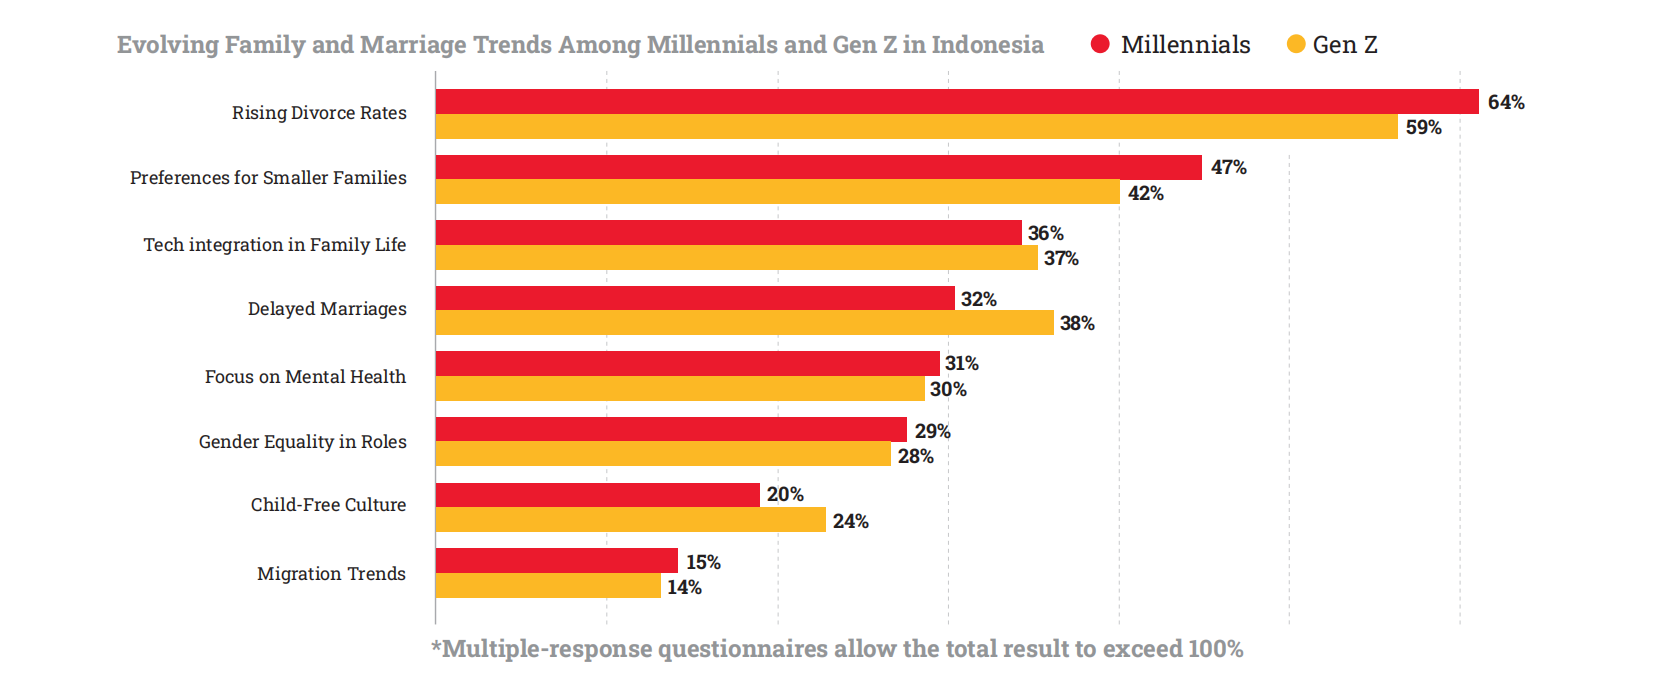 Evolving Family and Marriage Trends Among Millennials and Gen Z in Indonesia Millennials Gen Z
Rising Divorce Rates 64%
59%
Preferences for Smaller Families 47%
42%
Tech integration in Family Life 36%
37%
Delayed Marriages 32%
38%
Focus on Mental Health 31%
30%
Gender Equality in Roles 29%
28%
Child-Free Culture 20%
24%
Migration Trends 15%
14%
*Multiple-response questionnaires allow the total result to exceed 100%